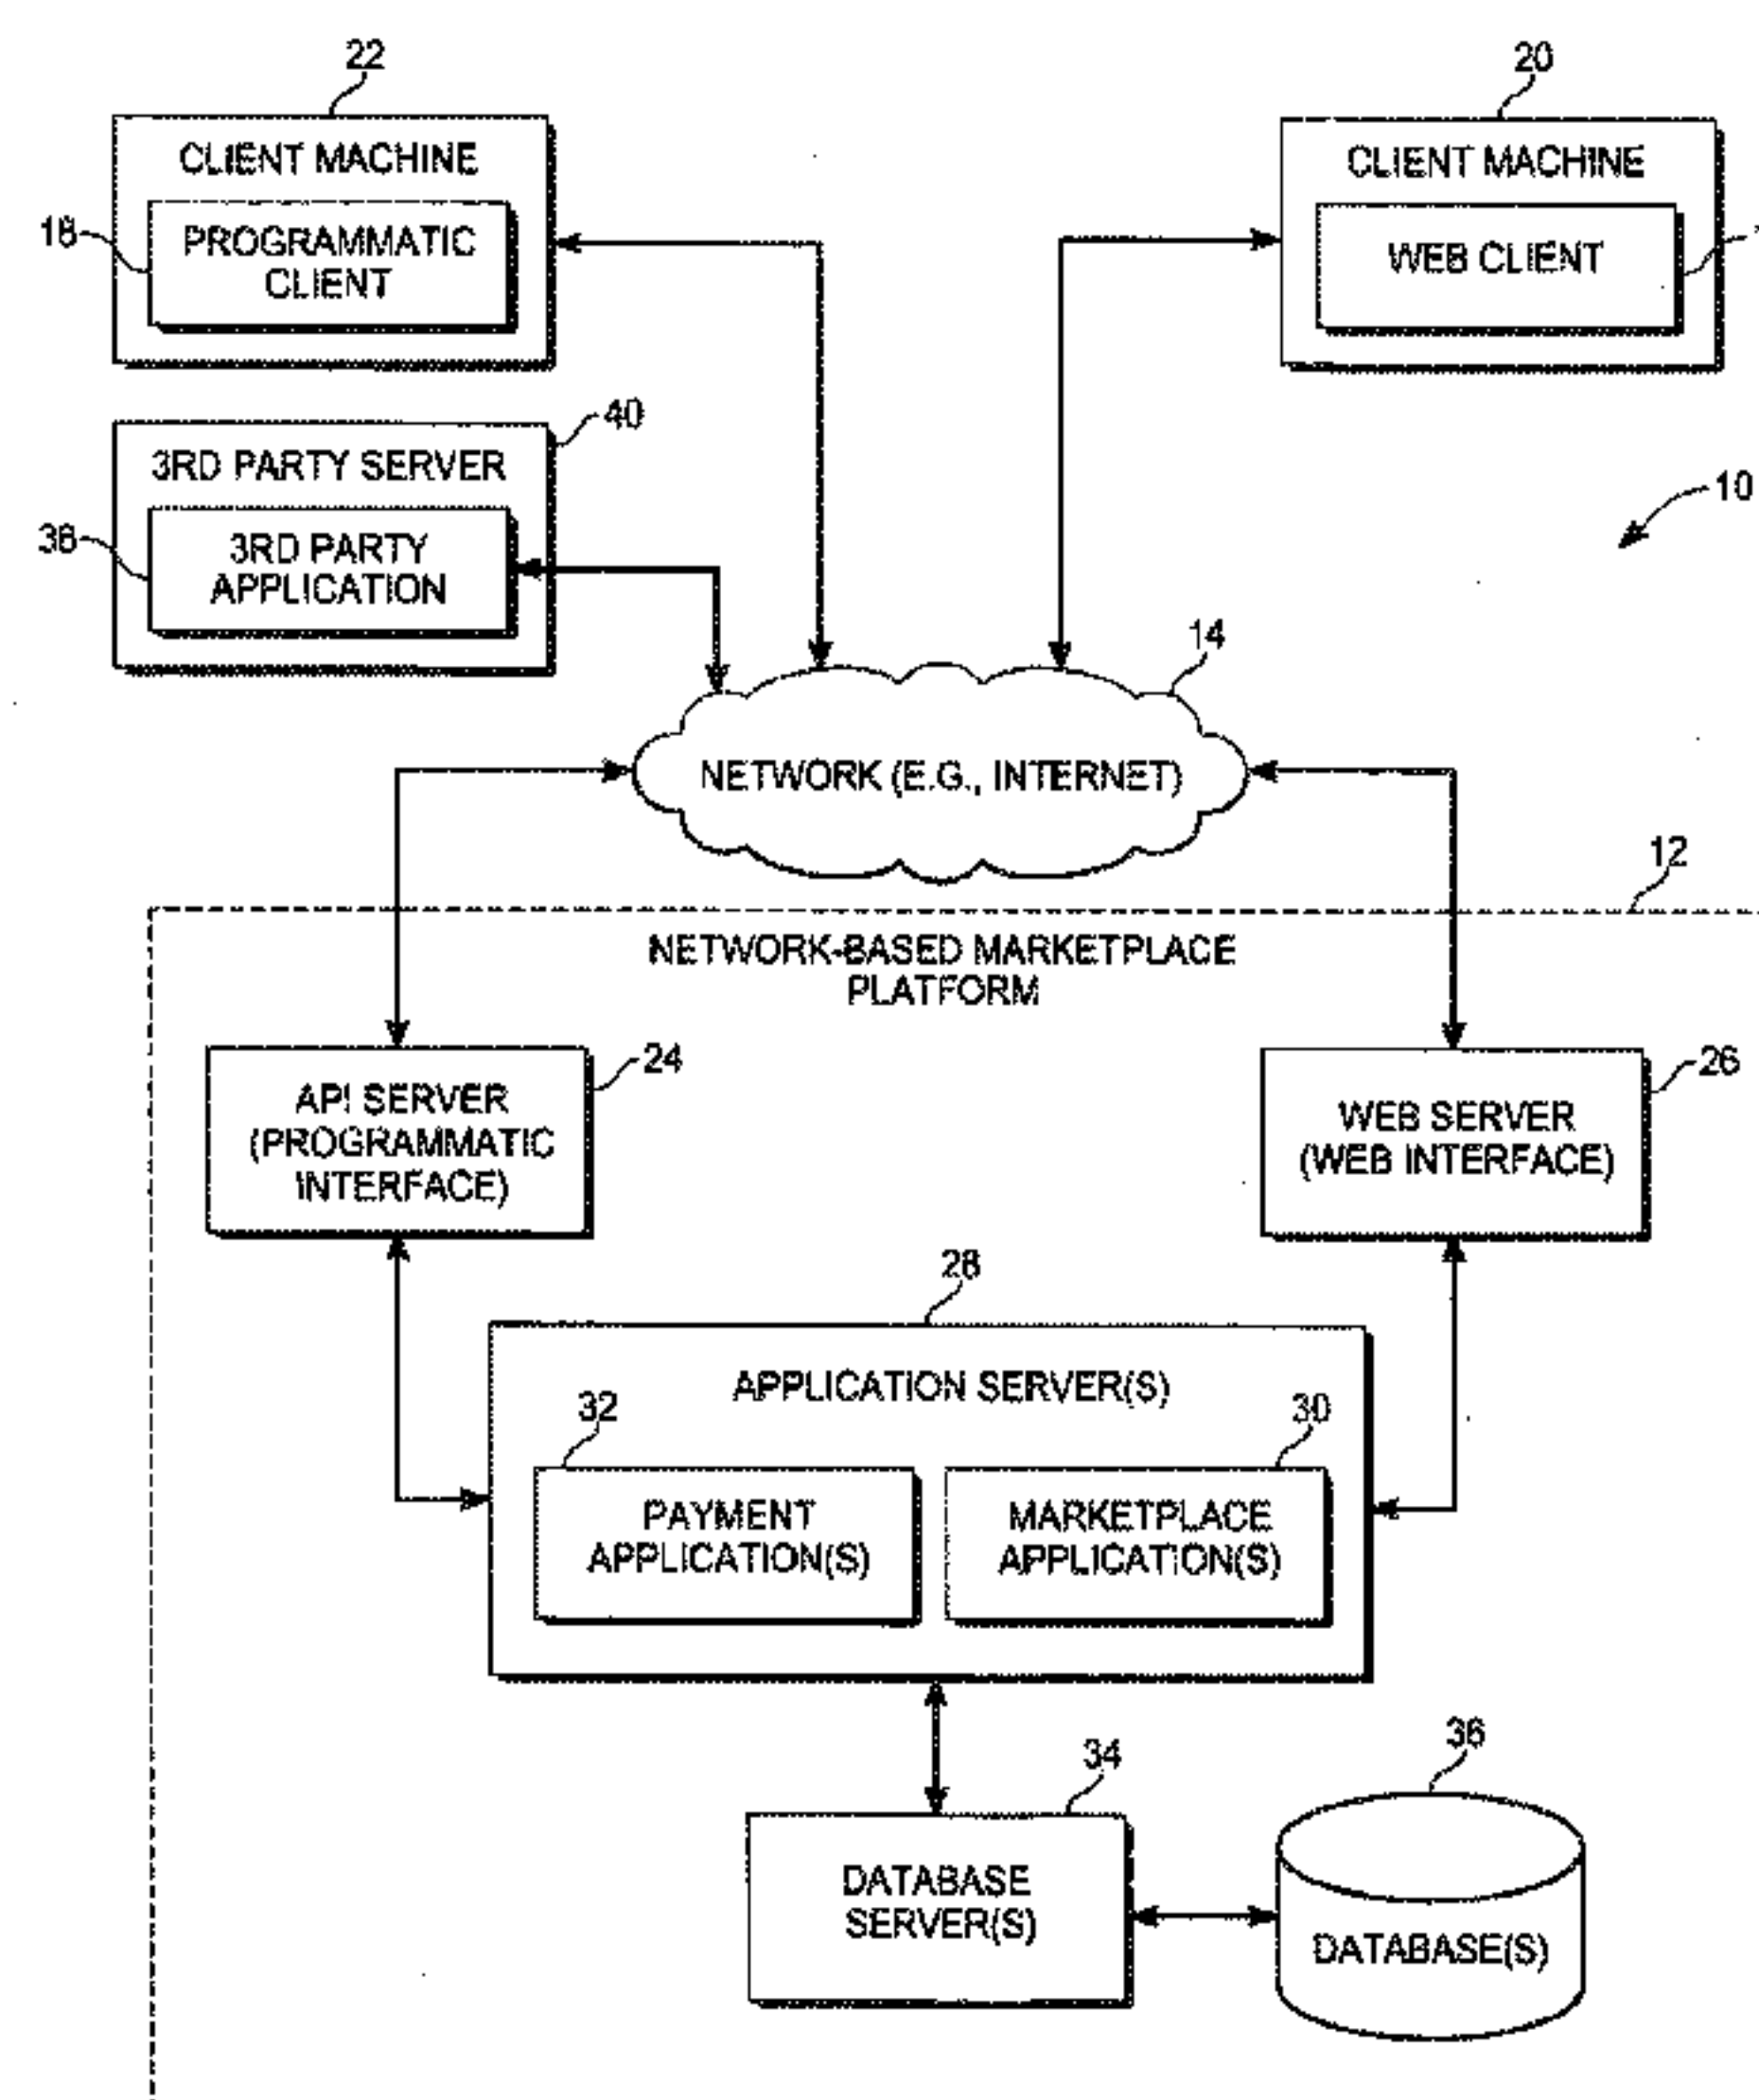 22
CLIENT MACHINE
18
PROGRAMMATIC
CLIENT
20
CLIENT MACHINE
WEB CLIENT
40
3RD PARTY SERVER
38
3RD PARTY
APPLICATION
10
14
NETWORK (E.G., INTERNET)
12
NETWORK-BASED MARKETPLACE
PLATFORM
24
API SERVER
(PROGRAMMATIC
INTERFACE)
26
WEB SERVER
(WEB INTERFACE)
28
APPLICATION SERVER(S)
32
PAYMENT
APPLICATION(S)
30
MARKETPLACE
APPLICATION(S)
34
DATABASE
SERVER(S)
36
DATABASE(S)